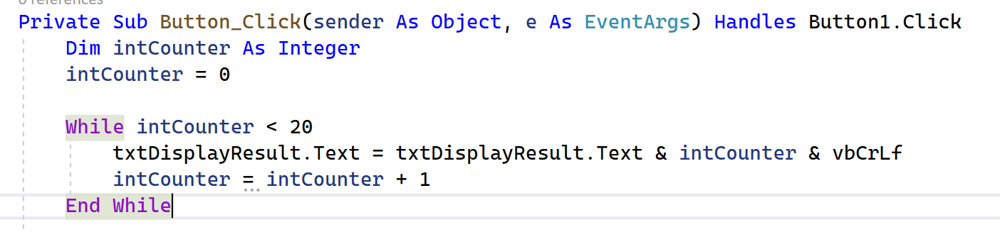 0 references
Private Sub Button_Click(sender As Object, e As EventArgs) Handles Button1.Click
Dim intCounter As Integer
intCounter = 0
While intCounter < 20
txtDisplayResult.Text = txtDisplayResult.Text & intCounter & vbCrLf
intCounter = intCounter + 1
End While